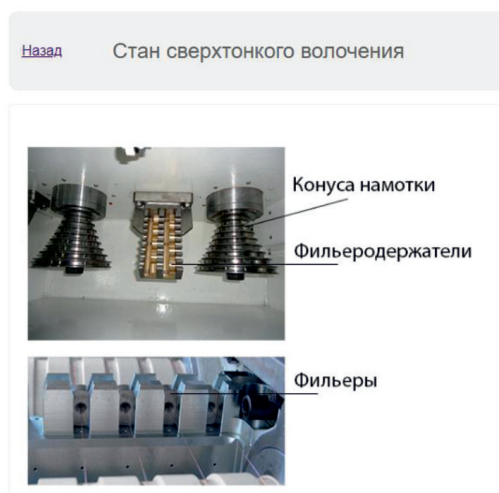 Назад
Стан сверхтонкого волочения
Конуса намотки
Фильеродержатели
Фильеры